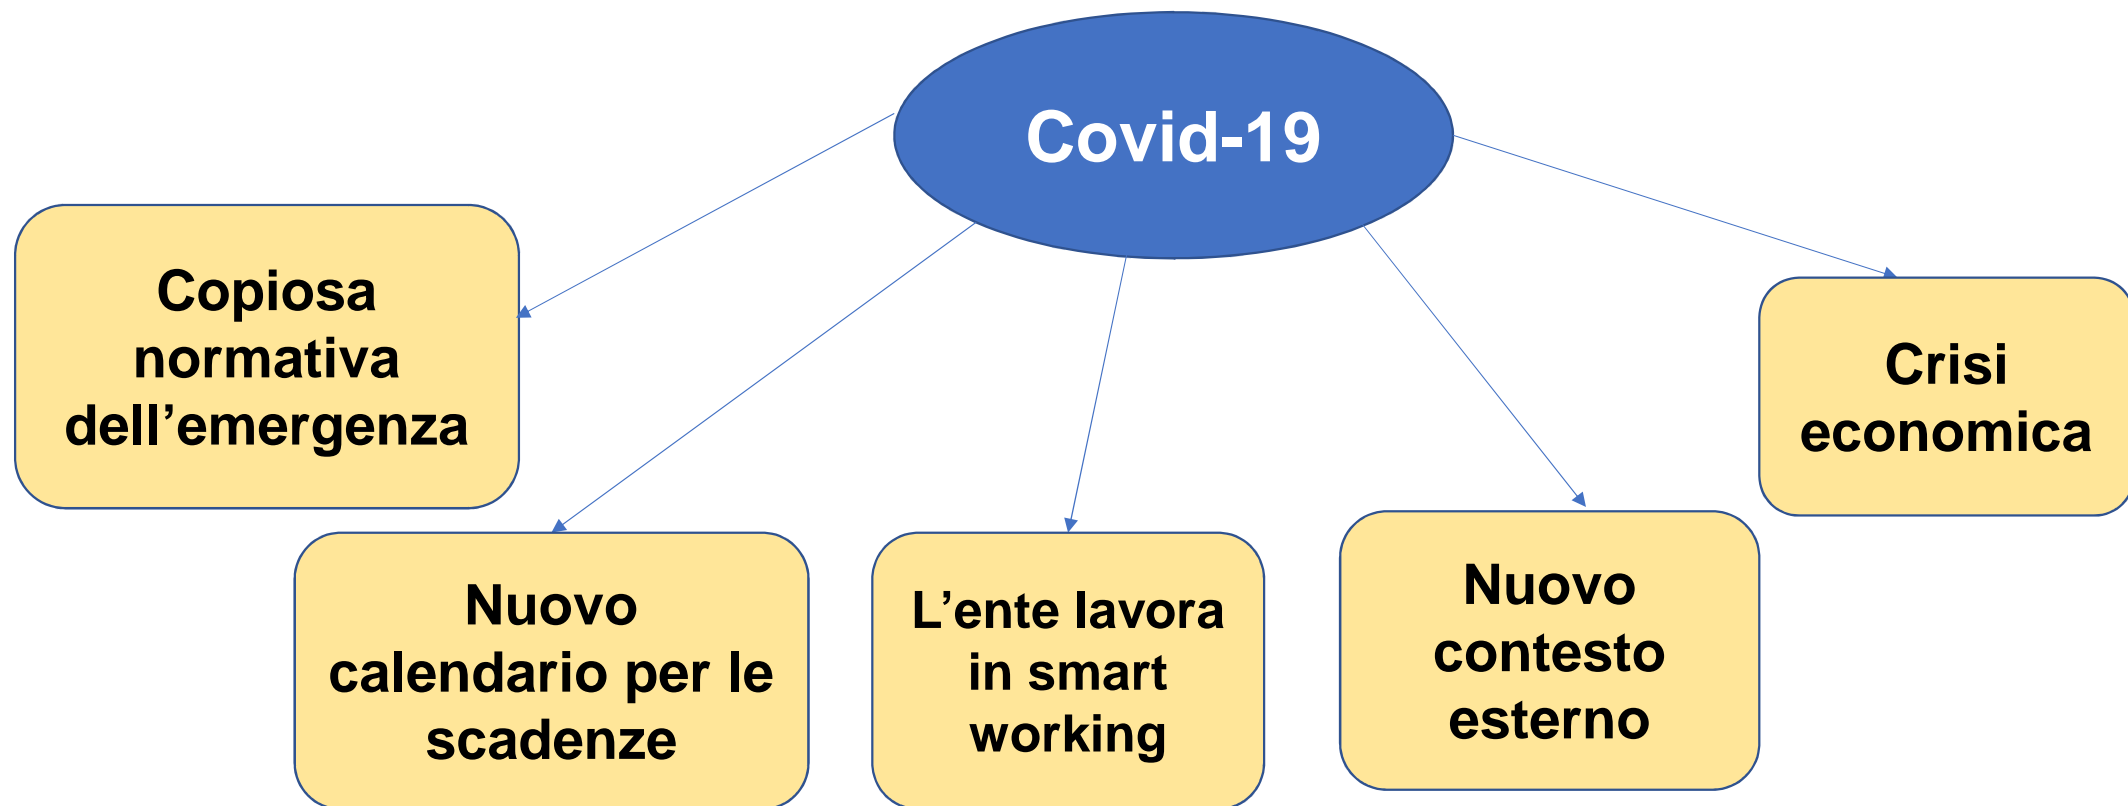 Covid-19
Copiosa
normativa
dell’emergenza
Nuovo
calendario per le
scadenze
L’ente lavora
in smart
working
Nuovo
contesto
esterno
Crisi
economica